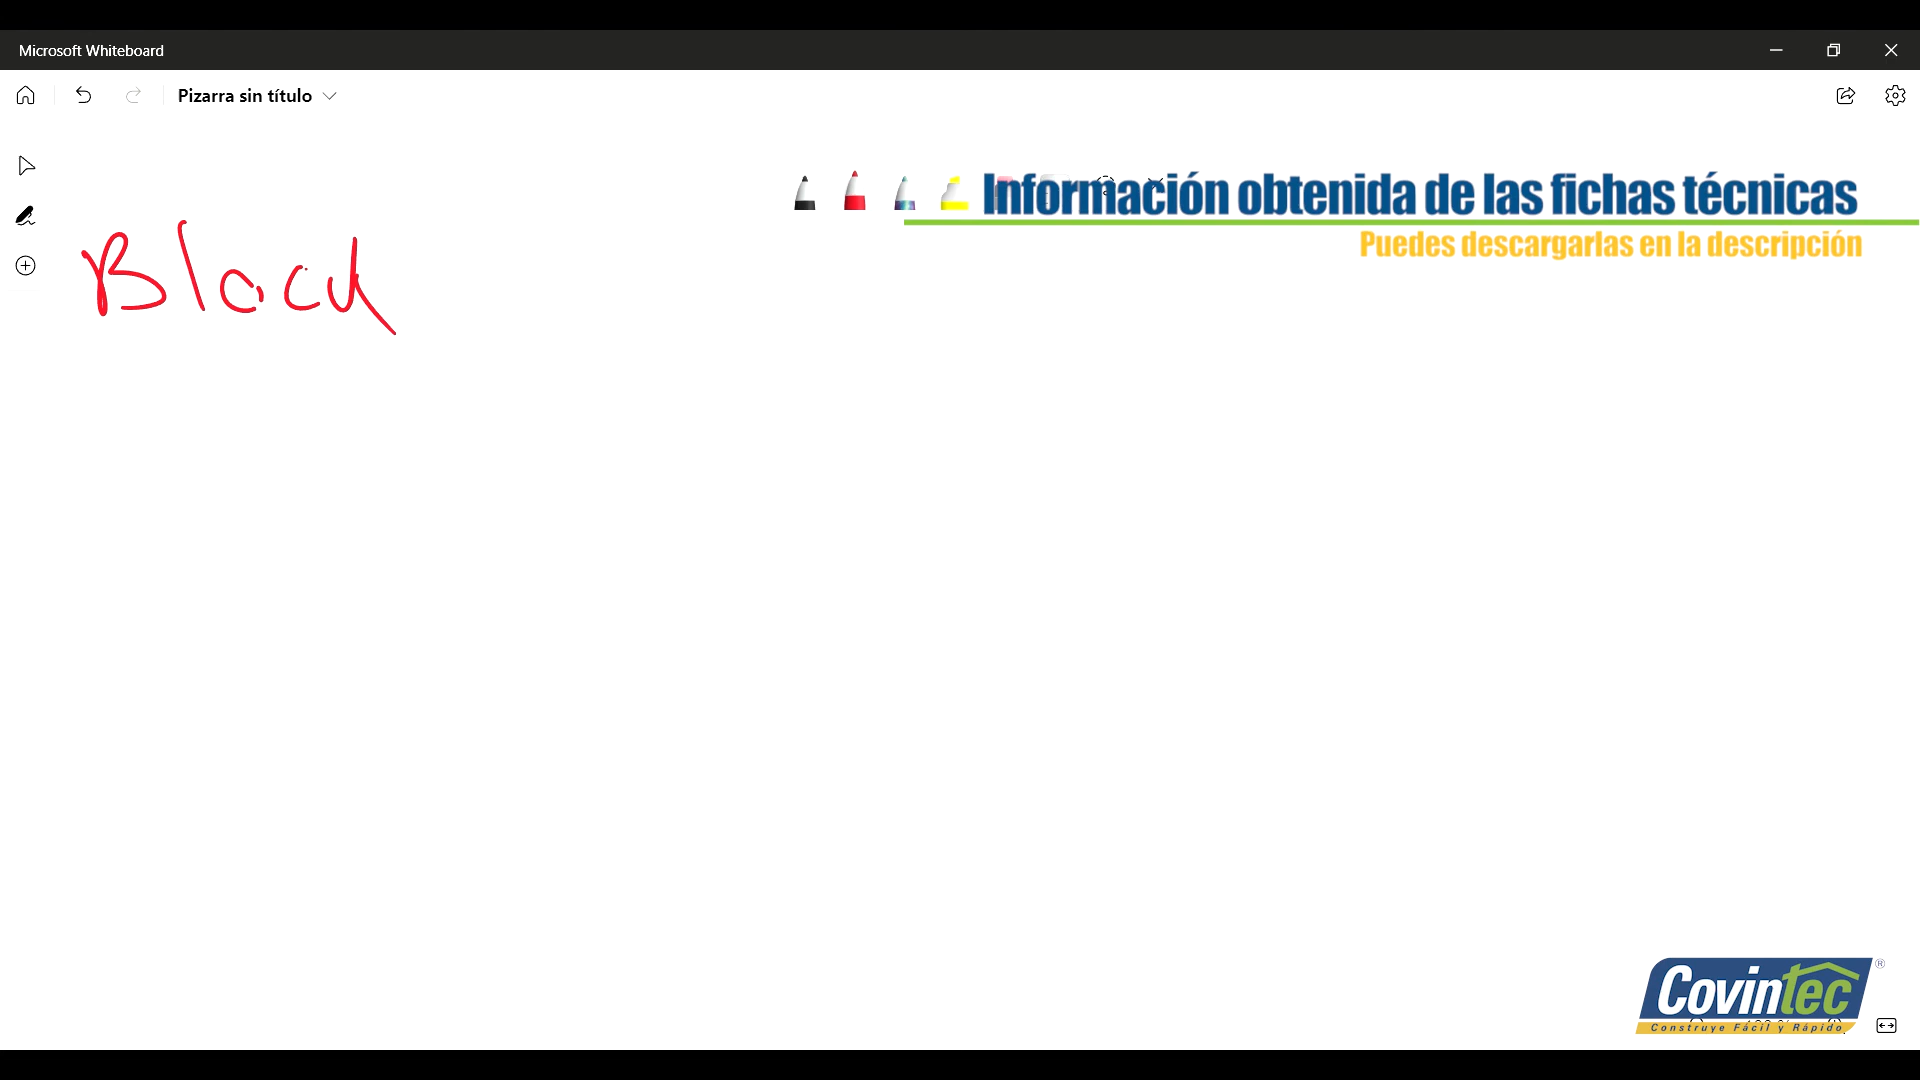 Microsoft Whiteboard
Pizarra sin título
Información obtenida de las fichas técnicas
Puedes descargarlas en la descripción
Block
Covintec ®
Construye Fácil y Rápido